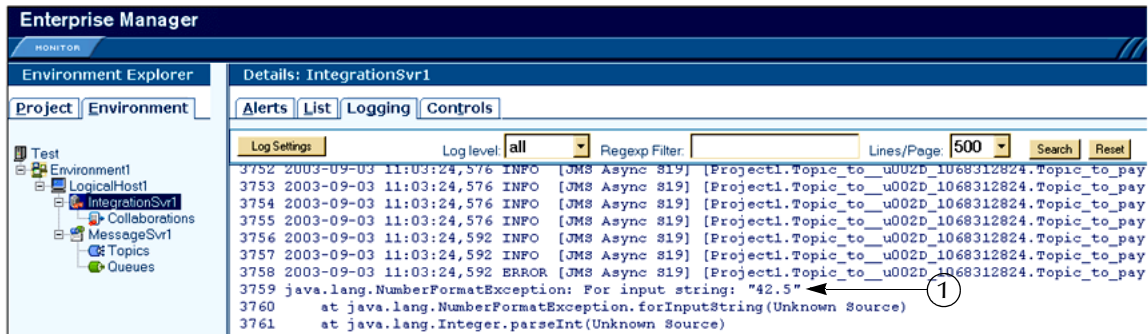 Enterprise Manager
MONITOR
Environment Explorer
Details: IntegrationSvr1
Project Environment
Alerts List Logging Controls
Log Settings Log level: all Regexp Filter: Lines/Page: 500 Search Reset
Test
Environment1
LogicalHost1
IntegrationSvr1
Collaborations
MessageSvr1
Topics
Queues
3752 2003-09-03 11:03:24,576 INFO [JMS Async S19] [Project1.Topic_to__u002D_1068312824.Topic_to_pay
3753 2003-09-03 11:03:24,576 INFO [JMS Async S19] [Project1.Topic_to__u002D_1068312824.Topic_to_pay
3754 2003-09-03 11:03:24,576 INFO [JMS Async S19] [Project1.Topic_to__u002D_1068312824.Topic_to_pay
3755 2003-09-03 11:03:24,576 INFO [JMS Async S19] [Project1.Topic_to__u002D_1068312824.Topic_to_pay
3756 2003-09-03 11:03:24,592 INFO [JMS Async S19] [Project1.Topic_to__u002D_1068312824.Topic_to_pay
3757 2003-09-03 11:03:24,592 INFO [JMS Async S19] [Project1.Topic_to__u002D_1068312824.Topic_to_pay
3758 2003-09-03 11:03:24,592 ERROR [JMS Async S19] [Project1.Topic_to__u002D_1068312824.Topic_to_pay
3759 java.lang.NumberFormatException: For input string: "42.5" 1
3760 at java.lang.NumberFormatException.forInputString(Unknown Source)
3761 at java.lang.Integer.parseInt(Unknown Source)